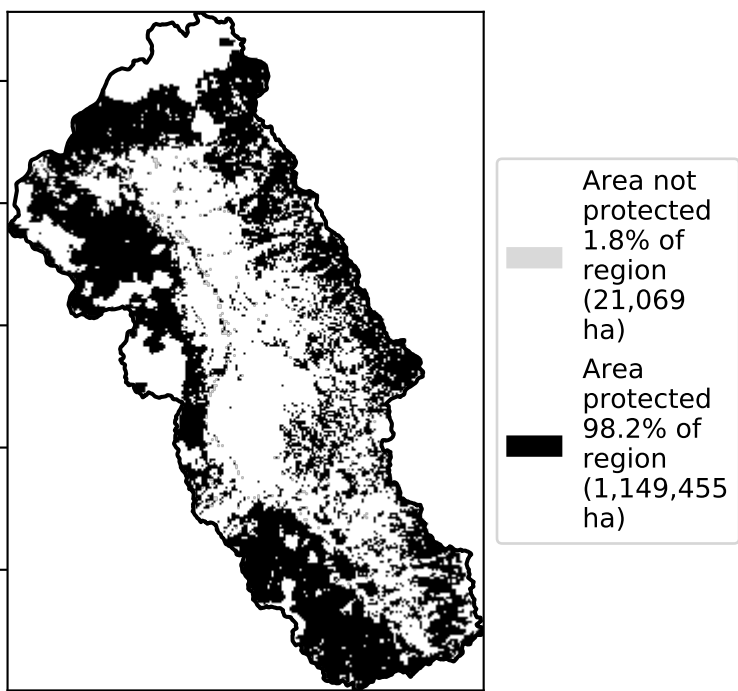 Area not
protected
1.8% of
region
(21,069
ha)
Area
protected
98.2% of
region
(1,149,455
ha)